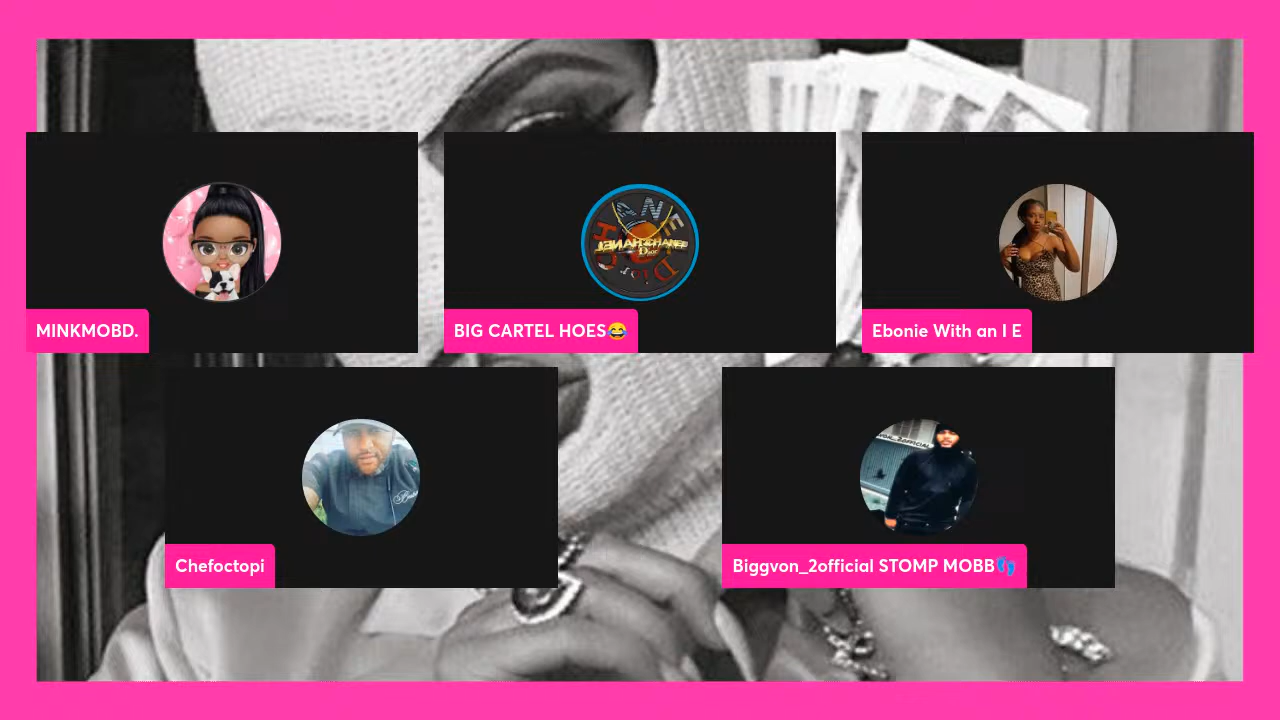 MINKMOBD.
BIG CARTEL HOES😂
Ebonie With an I E
Chefoctopi
Biggvon_2official STOMP MOBB👣